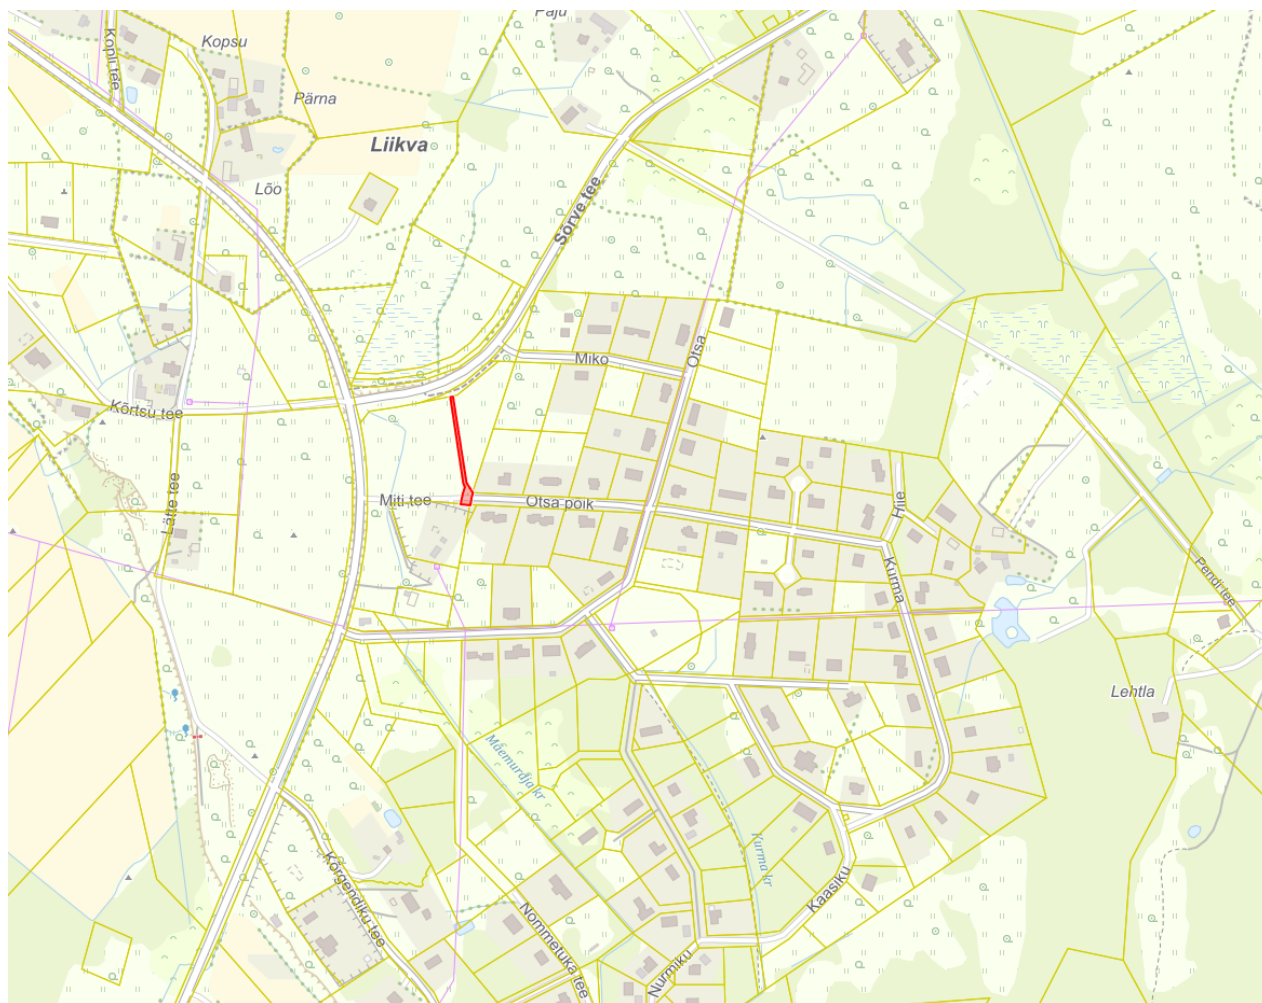 Paju
Kopsu
Kopli tee
Pärna
Liikva
Lõo
Sõrve tee
Otsa
Miko
Kõrtsu tee
Miti tee
Otsa põik
Lätte tee
Hiie
Kurma
Pendi tee
Lehtla
Mäemurdja kr
Kurma kr
Kõrgendiku tee
Kaasiku
Nõmmetuka tee
Nurmiku